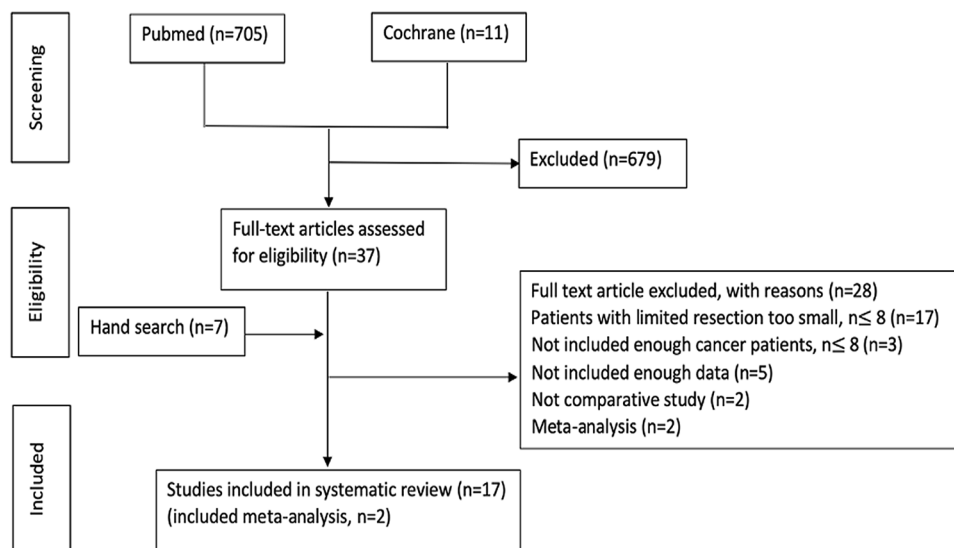 Screening
Pubmed (n=705)
Cochrane (n=11)
Excluded (n=679)
Eligibility
Full-text articles assessed
for eligibility (n=37)
Hand search (n=7)
Full text article excluded, with reasons (n=28)
Patients with limited resection too small, n≤ 8 (n=17)
Not included enough cancer patients, n≤ 8 (n=3)
Not included enough data (n=5)
Not comparative study (n=2)
Meta-analysis (n=2)
Included
Studies included in systematic review (n=17)
(included meta-analysis, n=2)